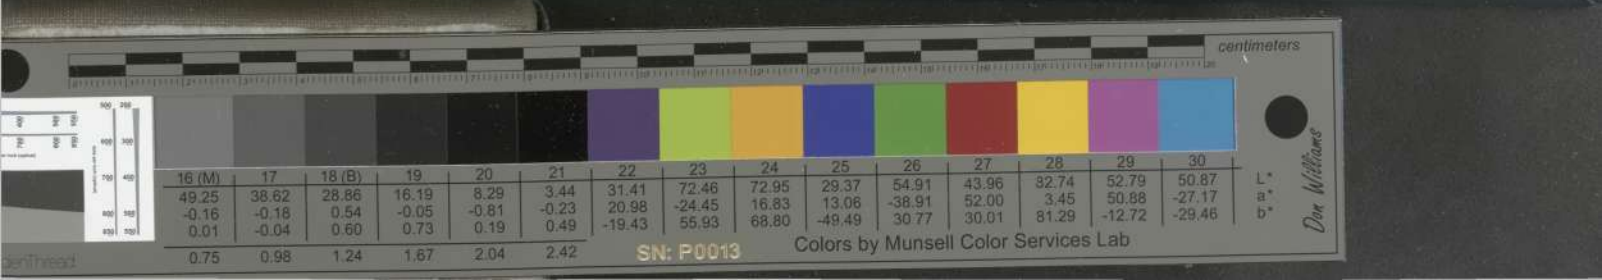 centimeters
16 (M) 17 18 (B) 19 20 21 22 23 24 25 26 27 28 29 30
49.25 38.62 28.86 16.19 8.29 3.44 31.41 72.46 72.95 29.37 54.91 43.96 82.74 52.79 50.87 L*
-0.16 -0.18 0.54 -0.05 -0.81 -0.23 20.98 -24.45 16.83 13.06 -38.91 52.00 3.45 50.88 -27.17 a*
0.01 -0.04 0.60 0.73 0.19 0.49 -19.43 55.93 68.80 -49.49 30.77 30.01 81.29 -12.72 -29.46 b*
0.75 0.98 1.24 1.67 2.04 2.42
SN: P0013
Colors by Munsell Color Services Lab
Don Williams